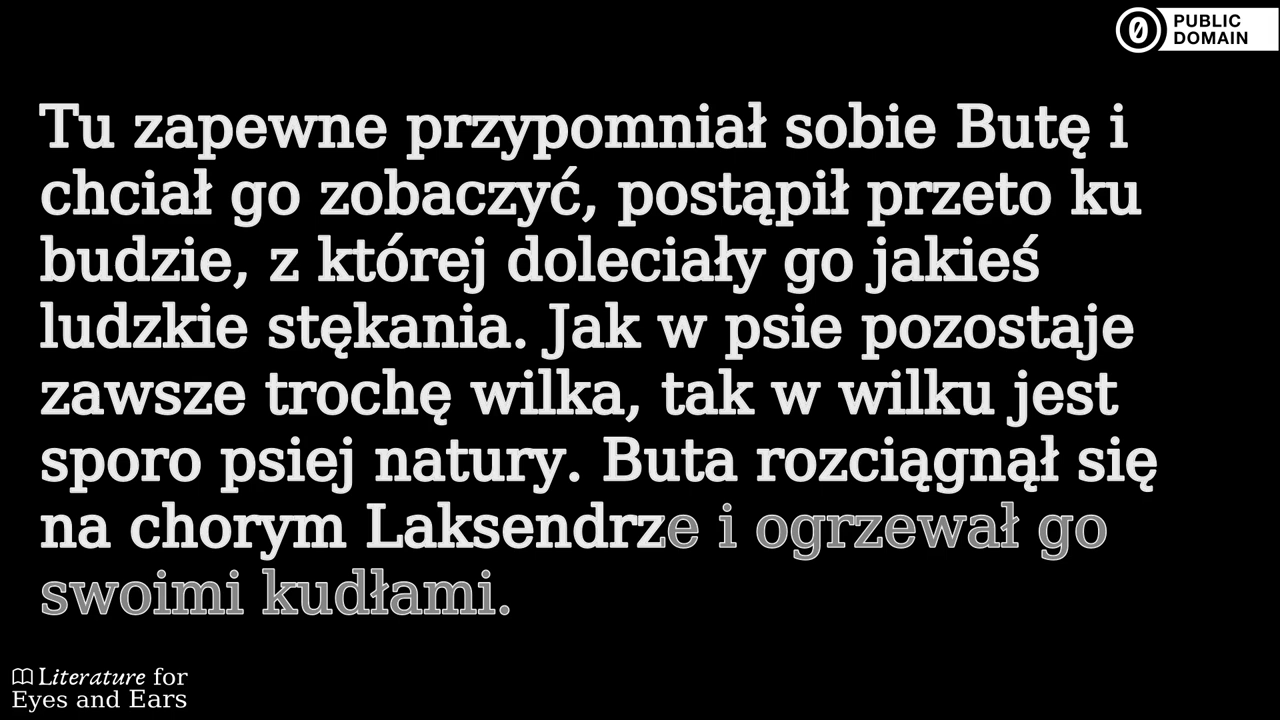 PUBLIC
DOMAIN
Tu zapewne przypomniał sobie Butę i
chciał go zobaczyć, postąpił przeto ku
budzie, z której doleciały go jakieś
ludzkie stękania. Jak w psie pozostaje
zawsze trochę wilka, tak w wilku jest
sporo psiej natury. Buta rozciągnął się
na chorym Laksendrze i ogrzewał go
swoimi kudłami.
Literature for
Eyes and Ears